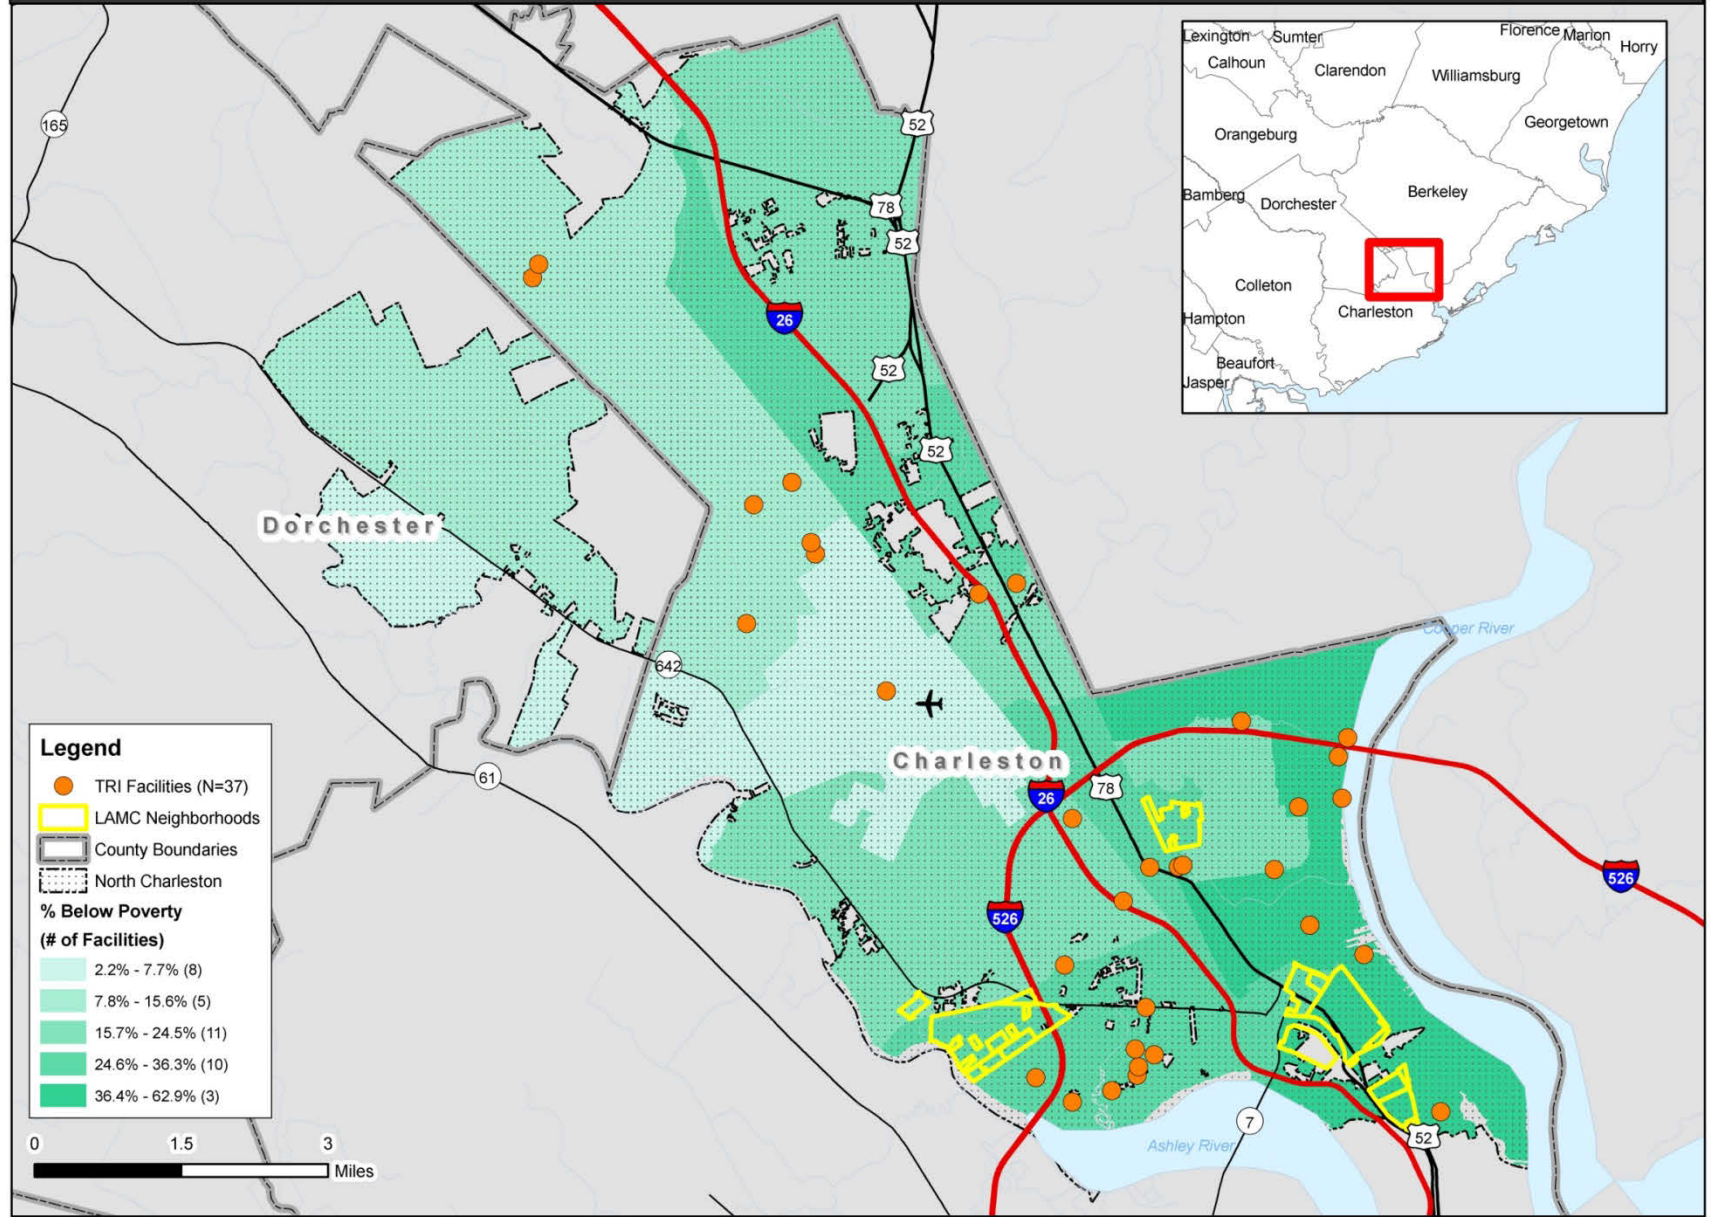 Lexington
Sumter
Florence
Marion
Horry
Calhoun
Clarendon
Williamsburg
Orangeburg
Georgetown
Bamberg
Dorchester
Berkeley
Colleton
Hampton
Charleston
Beaufort
Jasper
165
52
78
52
26
52
52
Dorchester
642
Cooper River
Charleston
61
26
78
526
526
7
52
Ashley River
Legend
TRI Facilities (N=37)
LAMC Neighborhoods
County Boundaries
North Charleston
% Below Poverty
(# of Facilities)
2.2% - 7.7% (8)
7.8% - 15.6% (5)
15.7% - 24.5% (11)
24.6% - 36.3% (10)
36.4% - 62.9% (3)
0 1.5 3
Miles